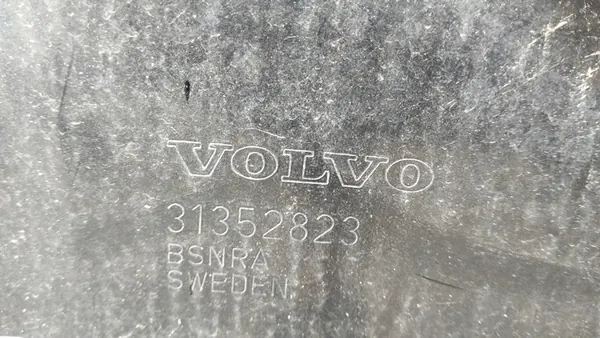 VOLVO
31352823
BSNRA
SWEDEN